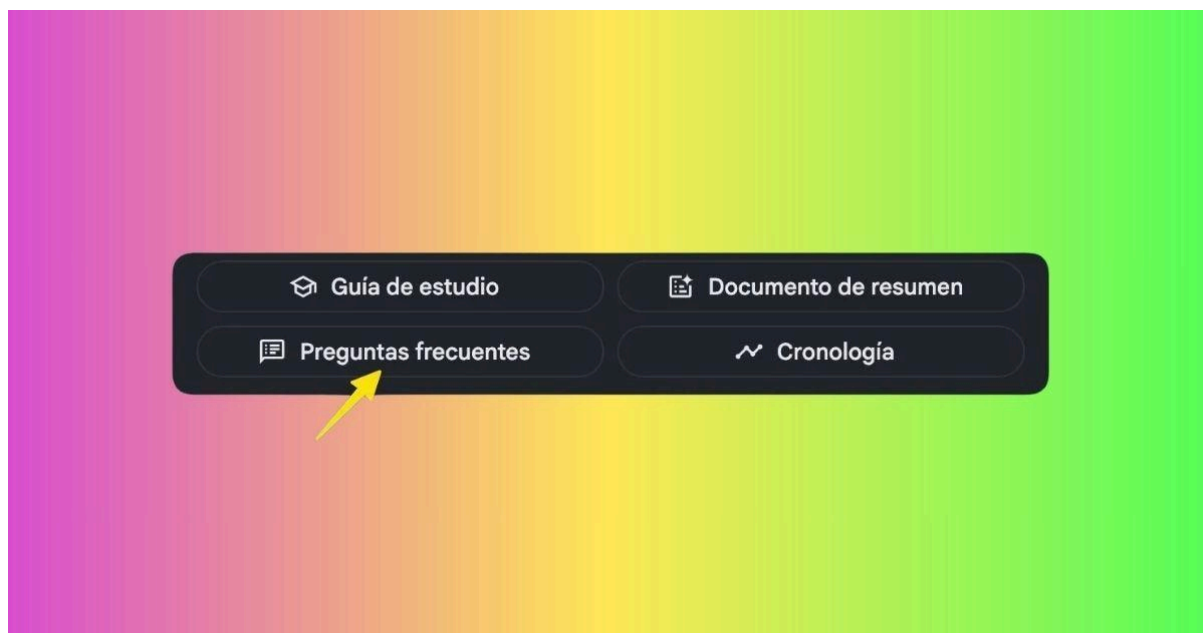 Guía de estudio
Documento de resumen
Preguntas frecuentes
Cronología